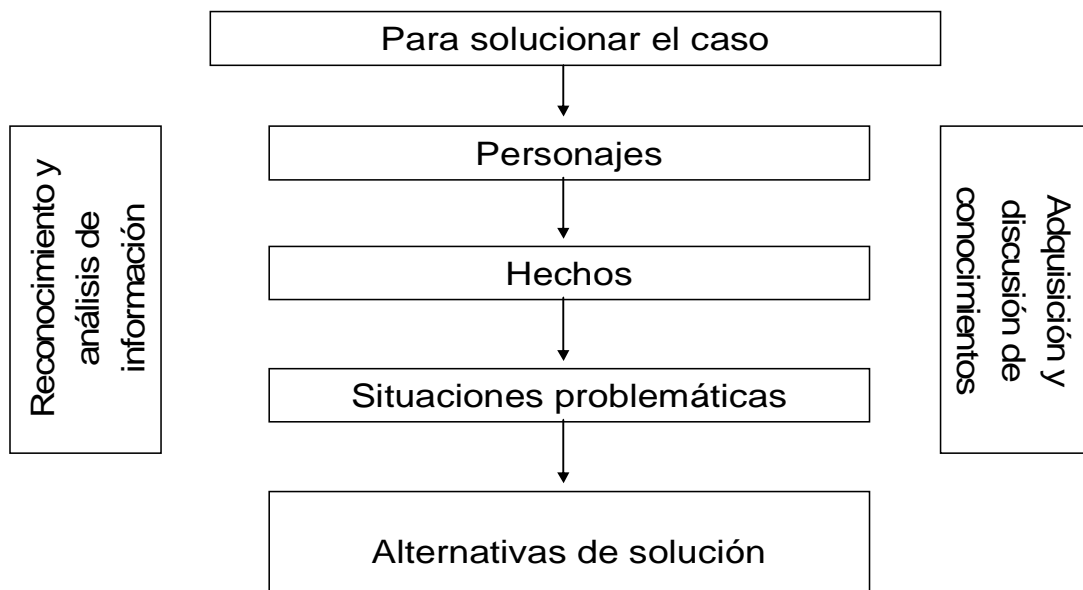 Para solucionar el caso
Reconocimiento y
análisis de
información
Personajes
Hechos
Situaciones problemáticas
Alternativas de solución
Adquisición y
discusión de
conocimientos